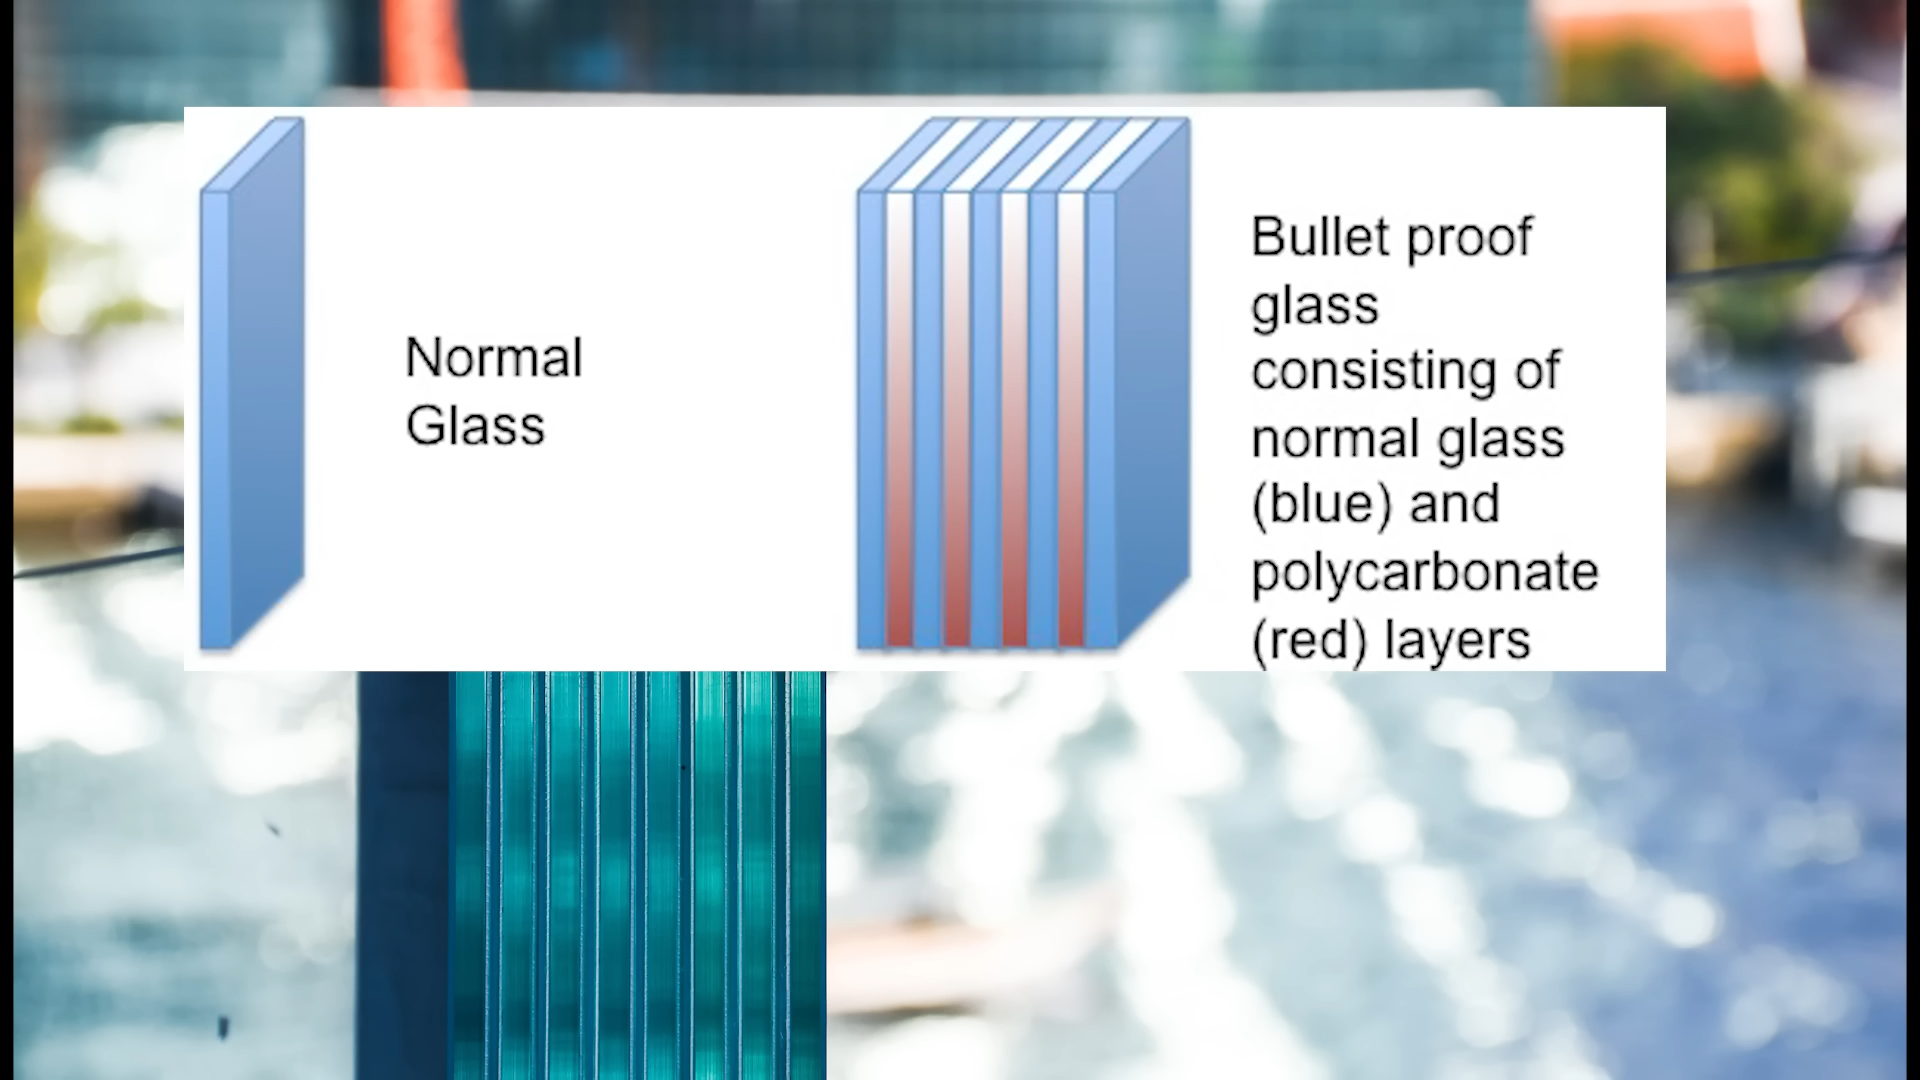 Normal
Glass
Bullet proof
glass
consisting of
normal glass
(blue) and
polycarbonate
(red) layers